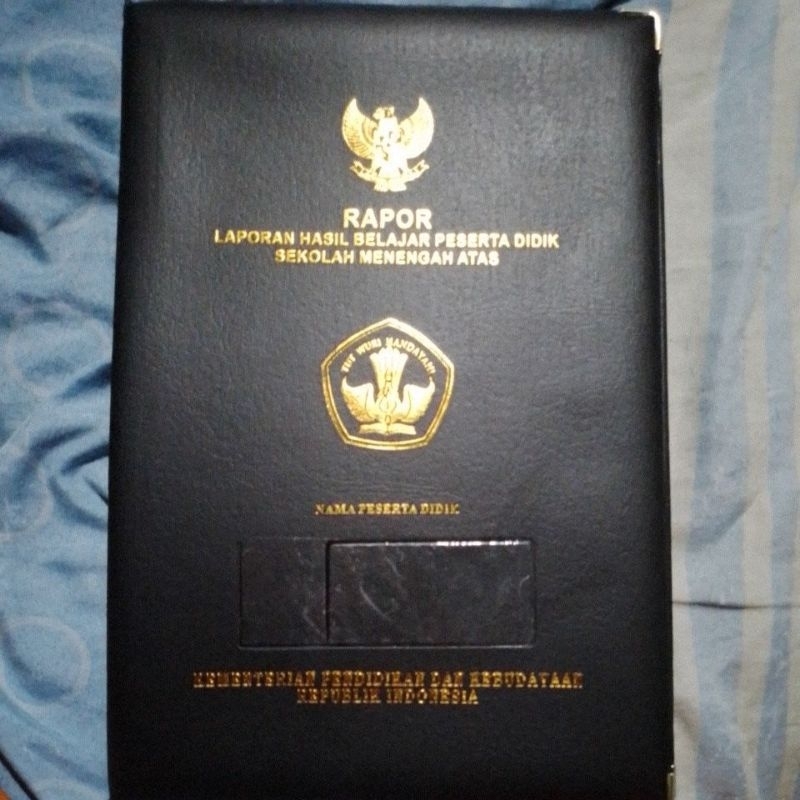 RAPOR
LAPORAN HASIL BELAJAR PESERTA DIDIK
SEKOLAH MENENGAH ATAS
TUT WURI HANDAYANI
NAMA PESERTA DIDIK
KEMENTERIAN PENDIDIKAN DAN KEBUDAYAAN
REPUBLIK INDONESIA